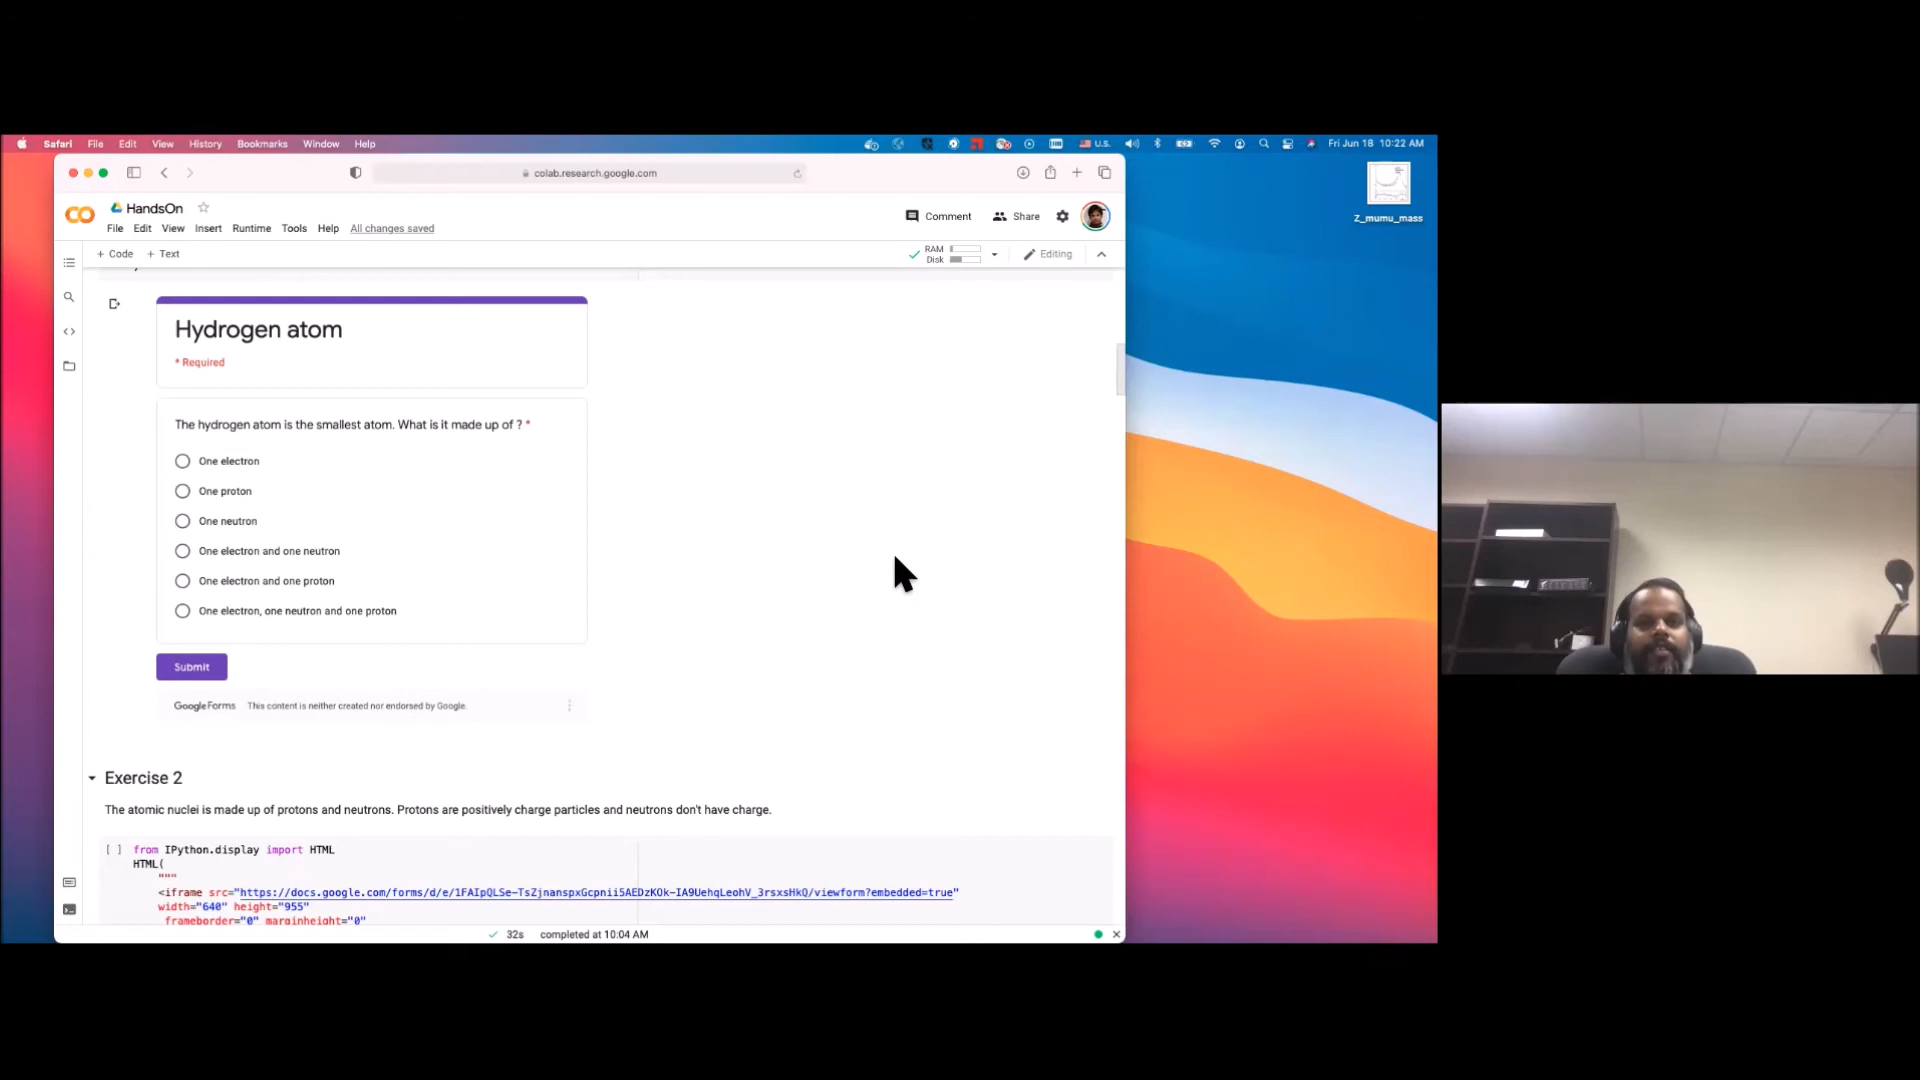 Safari File Edit View History Bookmarks Window Help
U.S. Fri Jun 18 10:22 AM
colab.research.google.com
Z_mumu_mass
HandsOn
Comment Share
File Edit View Insert Runtime Tools Help All changes saved
+ Code + Text
RAM
Disk
Editing
Hydrogen atom
* Required
The hydrogen atom is the smallest atom. What is it made up of ? *
One electron
One proton
One neutron
One electron and one neutron
One electron and one proton
One electron, one neutron and one proton
Submit
Google Forms This content is neither created nor endorsed by Google.
Exercise 2
The atomic nuclei is made up of protons and neutrons. Protons are positively charge particles and neutrons don't have charge.
[ ] from IPython.display import HTML
HTML(
"""
<iframe src="https://docs.google.com/forms/d/e/1FAIpQLSe-TsZjnanspxGcpnii5AEDzKOk-IA9UehqLeohV_3rsxsHkQ/viewform?embedded=true"
width="640" height="955"
frameborder="0" marginheight="0"
32s completed at 10:04 AM